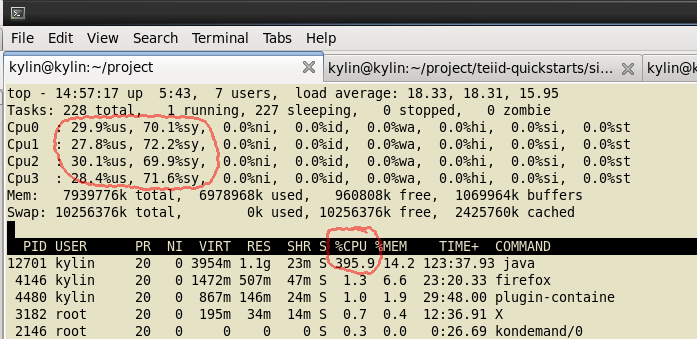 File Edit View Search Terminal Tabs Help
kylin@kylin:~/project kylin@kylin:~/project/teiid-quickstarts/si... kylin@
top - 14:57:17 up  5:43,  7 users,  load average: 18.33, 18.31, 15.95
Tasks: 228 total,   1 running, 227 sleeping,   0 stopped,   0 zombie
Cpu0  : 29.9%us, 70.1%sy,  0.0%ni,  0.0%id,  0.0%wa,  0.0%hi,  0.0%si,  0.0%st
Cpu1  : 27.8%us, 72.2%sy,  0.0%ni,  0.0%id,  0.0%wa,  0.0%hi,  0.0%si,  0.0%st
Cpu2  : 30.1%us, 69.9%sy,  0.0%ni,  0.0%id,  0.0%wa,  0.0%hi,  0.0%si,  0.0%st
Cpu3  : 28.4%us, 71.6%sy,  0.0%ni,  0.0%id,  0.0%wa,  0.0%hi,  0.0%si,  0.0%st
Mem:   7939776k total,  6978968k used,   960808k free,  1069964k buffers
Swap: 10256376k total,        0k used, 10256376k free,  2425760k cached
PID USER      PR  NI  VIRT  RES  SHR S %CPU %MEM    TIME+  COMMAND
12701 kylin     20   0 3954m 1.1g  23m S 395.9 14.2 123:37.93 java
4146 kylin     20   0 1472m 507m  47m S  1.3  6.6  23:20.33 firefox
4480 kylin     20   0  867m 146m  24m S  1.0  1.9  29:48.00 plugin-containe
3182 root      20   0  195m  34m  14m S  0.7  0.4  12:36.91 X
2146 root      20   0     0    0    0 S  0.3  0.0   0:26.69 kondemand/0